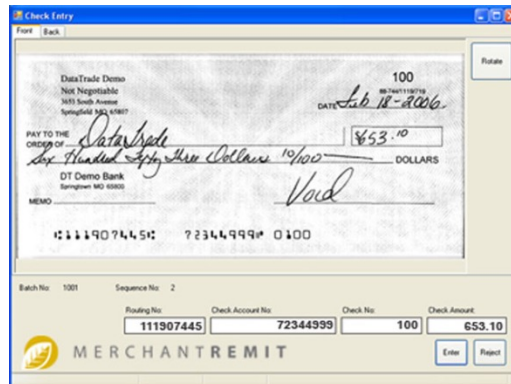 Check Entry
Front Back
Rotate
DataTrade Demo
Not Negotiable
3653 South Avenue
Springfield MO 65807
100
DATE Feb 18-2006
PAY TO THE
ORDER OF Datatrade 653.10
Six Hundred Fifty Three Dollars 10/100 DOLLARS
DT Demo Bank
Springtown MO 65800
MEMO Void
⑆111907445⑆ 72344999⑈ 0100
Batch No: 1001 Sequence No: 2
Routing No: Check Account No: Check No: Check Amount:
111907445 72344999 100 653.10
MERCHANTREMIT Enter Reject